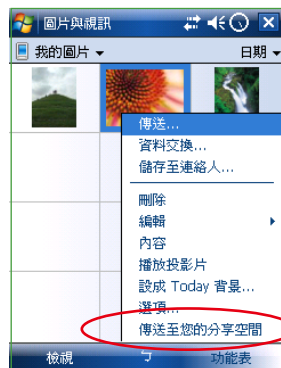 圖片與視訊
我的圖片
日期
傳送...
資料交換...
儲存至連絡人...
刪除
編輯
內容
播放投影片
設成 Today 背景...
選項...
傳送至您的分享空間
檢視
功能表